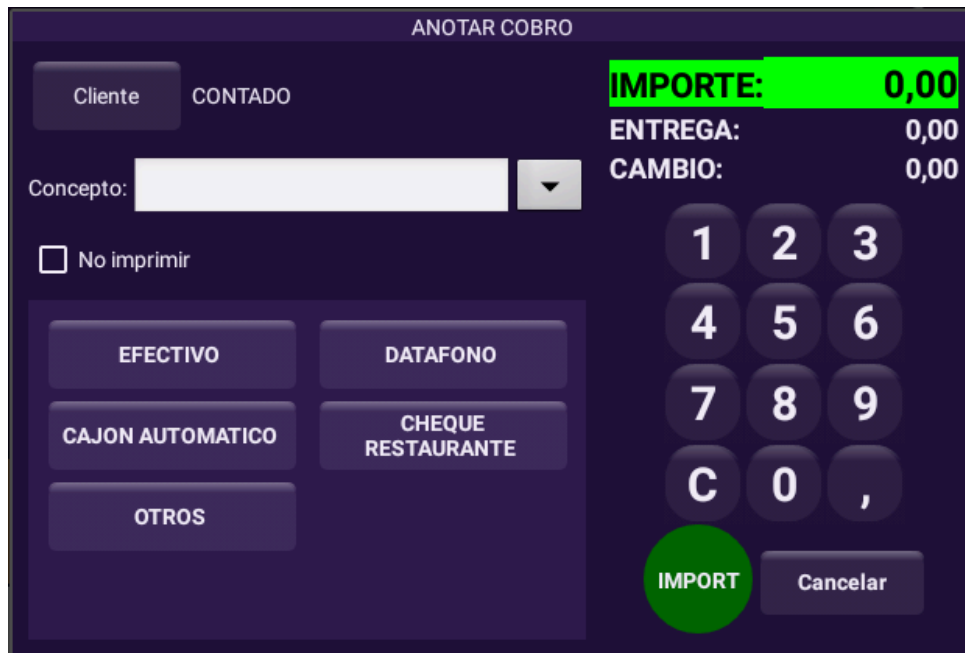 ANOTAR COBRO
Cliente CONTADO
IMPORTE: 0,00
ENTREGA: 0,00
CAMBIO: 0,00
Concepto:
No imprimir
EFECTIVO DATAFONO
CAJON AUTOMATICO CHEQUE
RESTAURANTE
OTROS
1 2 3
4 5 6
7 8 9
C 0 ,
IMPORT Cancelar